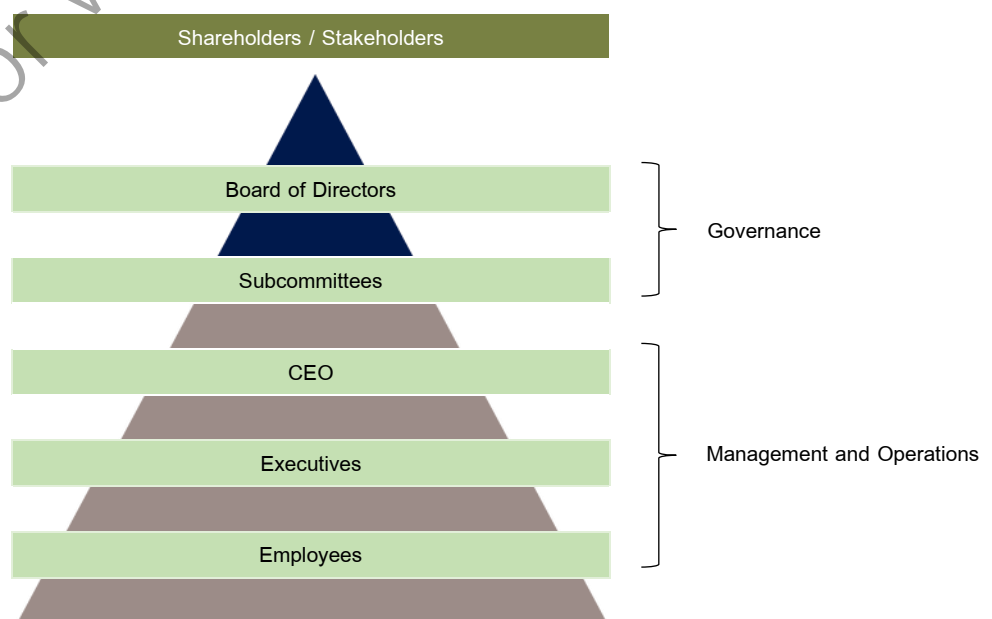 Shareholders / Stakeholders
Board of Directors
Governance
Subcommittees
CEO
Management and Operations
Executives
Employees